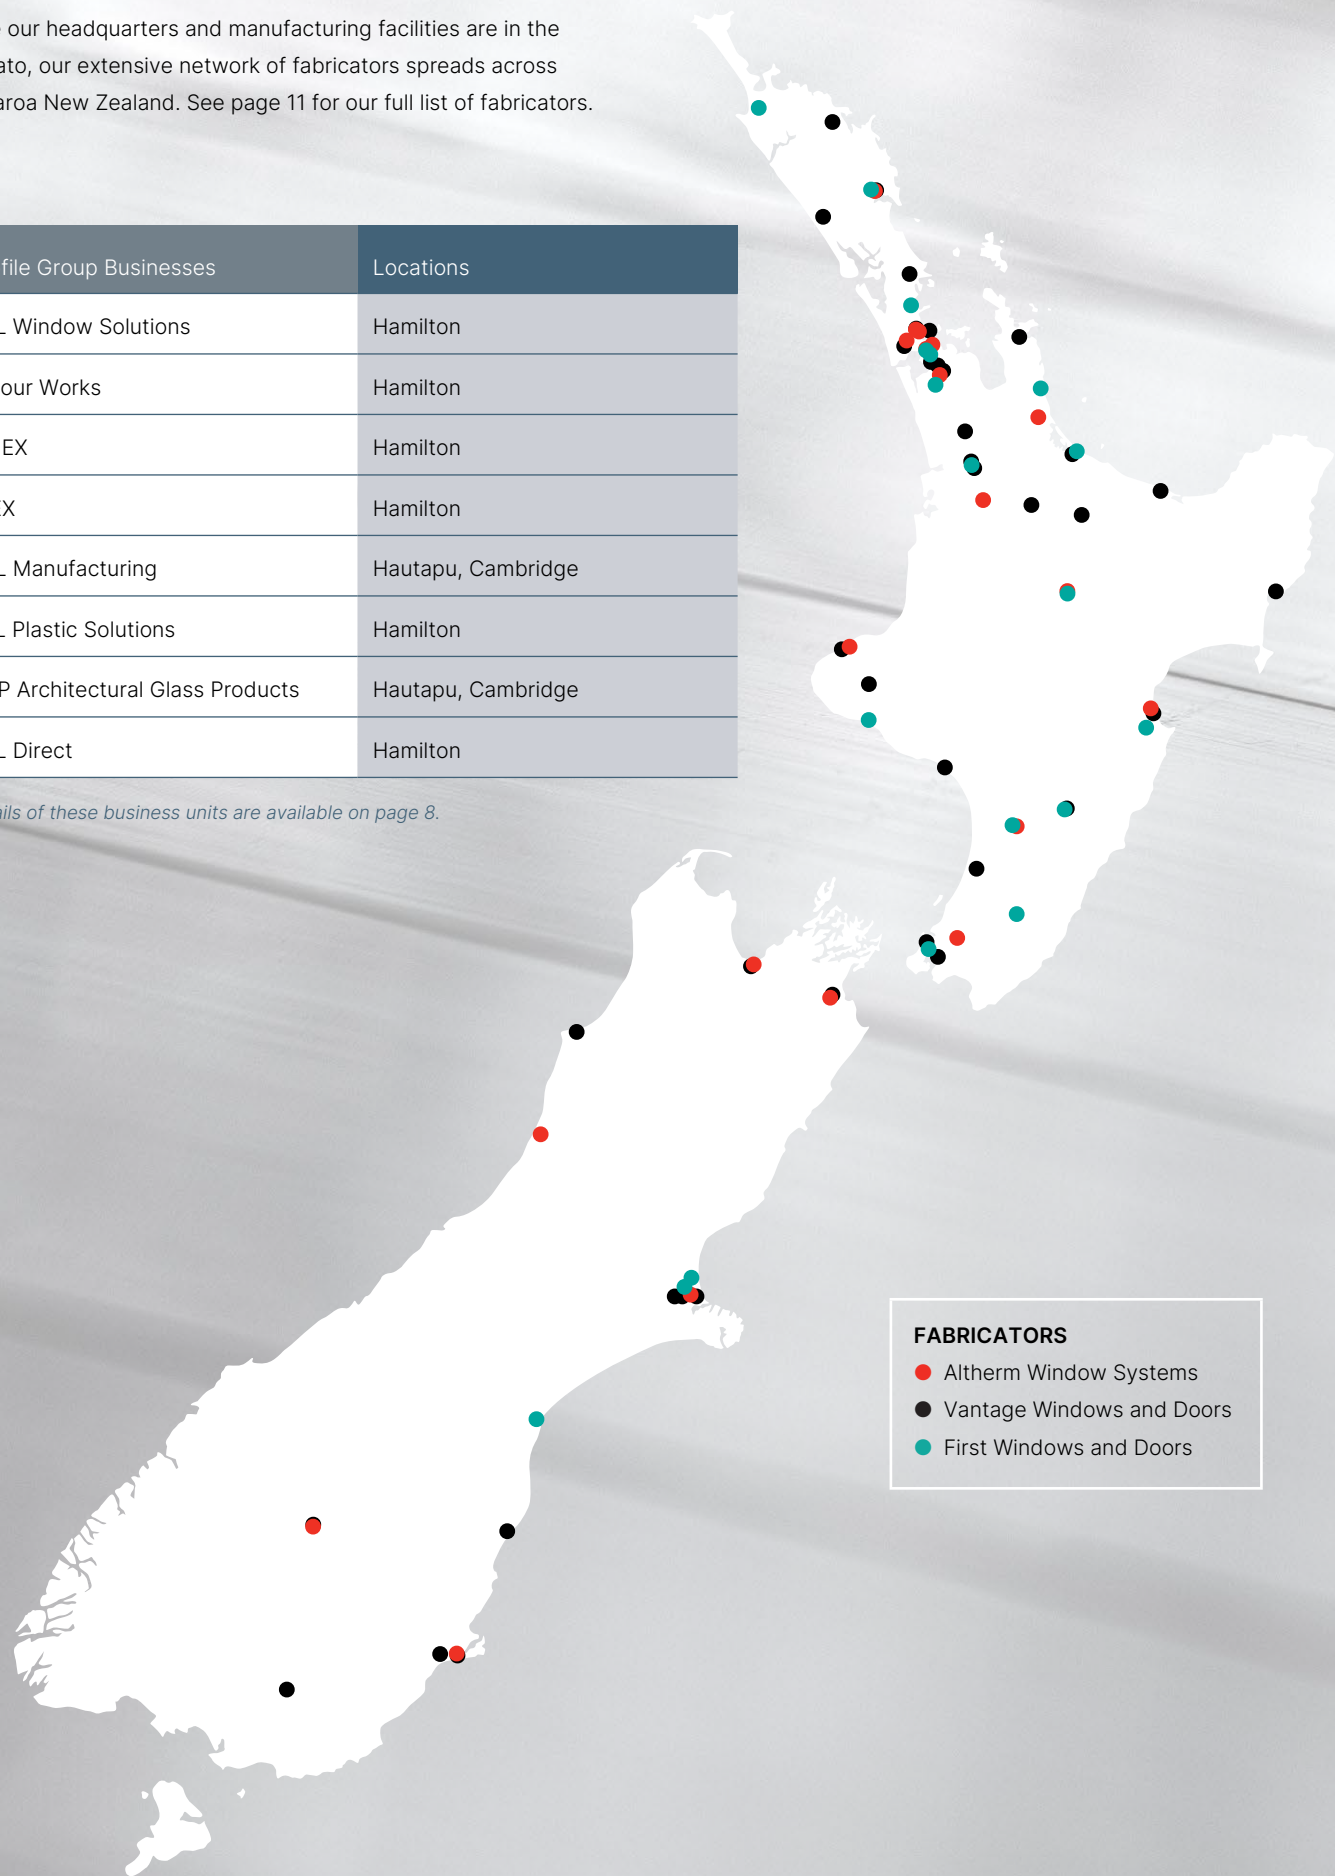 our headquarters and manufacturing facilities are in the
ato, our extensive network of fabricators spreads across
aroa New Zealand. See page 11 for our full list of fabricators.
file Group Businesses Locations
L Window Solutions Hamilton
our Works Hamilton
EX Hamilton
EX Hamilton
L Manufacturing Hautapu, Cambridge
L Plastic Solutions Hamilton
P Architectural Glass Products Hautapu, Cambridge
L Direct Hamilton
ails of these business units are available on page 8.
FABRICATORS
Altherm Window Systems
Vantage Windows and Doors
First Windows and Doors